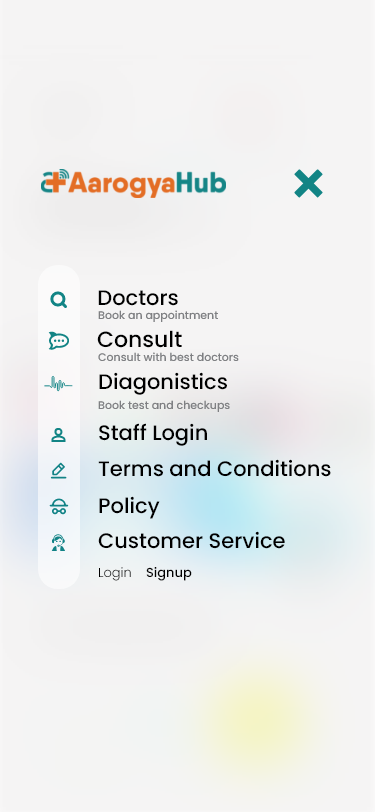 AarogyaHub
Doctors
Book an appointment
Consult
Consult with best doctors
Diagonistics
Book test and checkups
Staff Login
Terms and Conditions
Policy
Customer Service
Login Signup